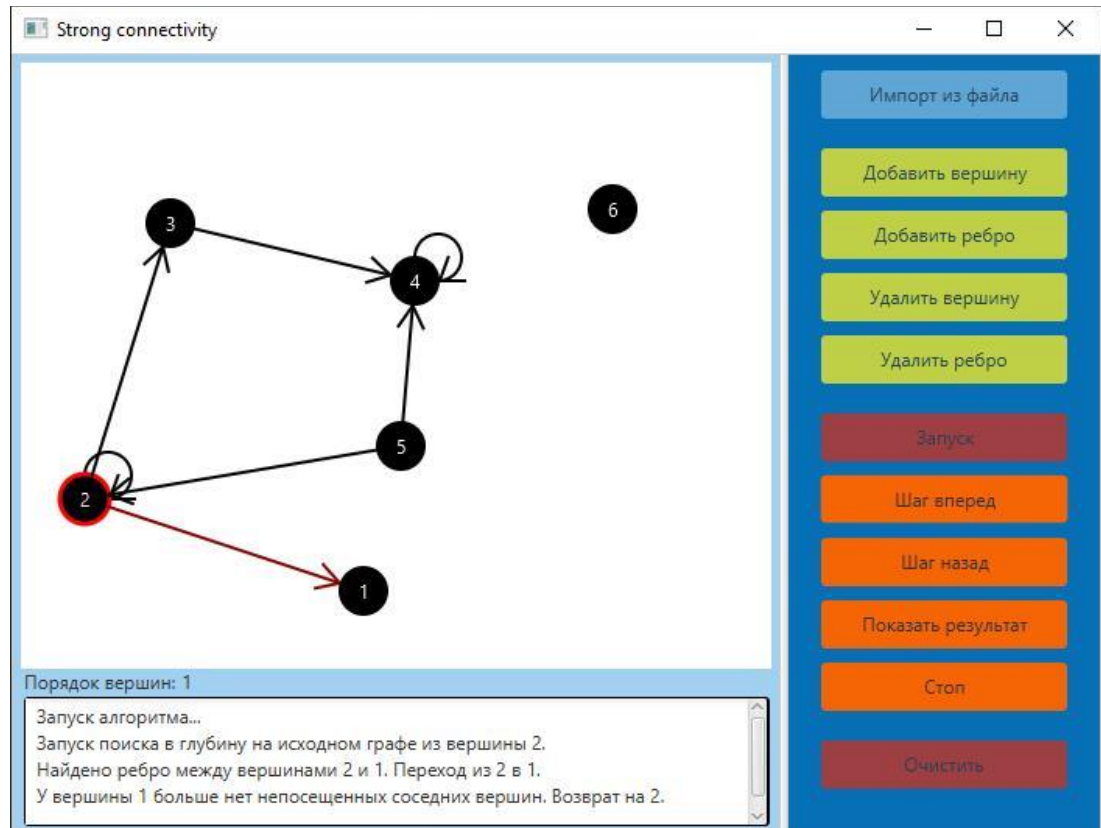 Strong connectivity
Импорт из файла
Добавить вершину
Добавить ребро
Удалить вершину
Удалить ребро
Запуск
Шаг вперед
Шаг назад
Показать результат
Стоп
Очистить
3
6
4
5
2
1
Порядок вершин: 1
Запуск алгоритма...
Запуск поиска в глубину на исходном графе из вершины 2.
Найдено ребро между вершинами 2 и 1. Переход из 2 в 1.
У вершины 1 больше нет непосещенных соседних вершин. Возврат на 2.